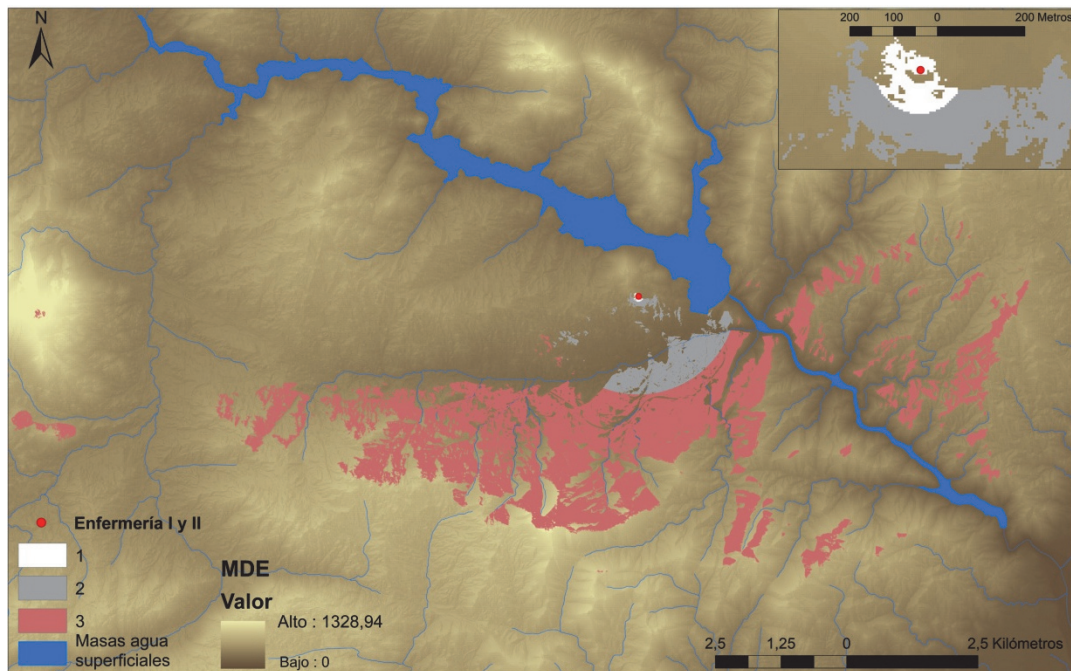 N
200 100 0 200 Metros
Enfermería I y II
1
2
3
Masas agua
superficiales
MDE
Valor
Alto : 1328,94
Bajo : 0
2,5 1,25 0 2,5 Kilómetros